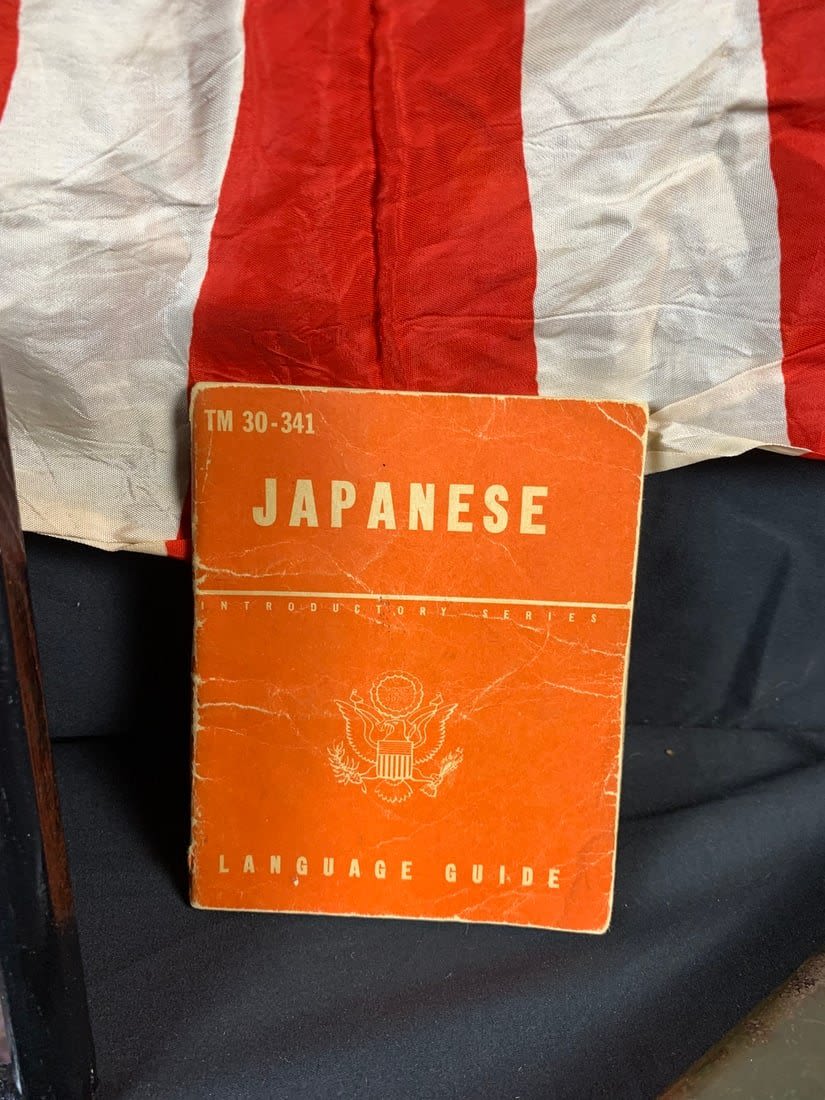 TM 30-341
JAPANESE
INTRODUCTORY SERIES
LANGUAGE GUIDE